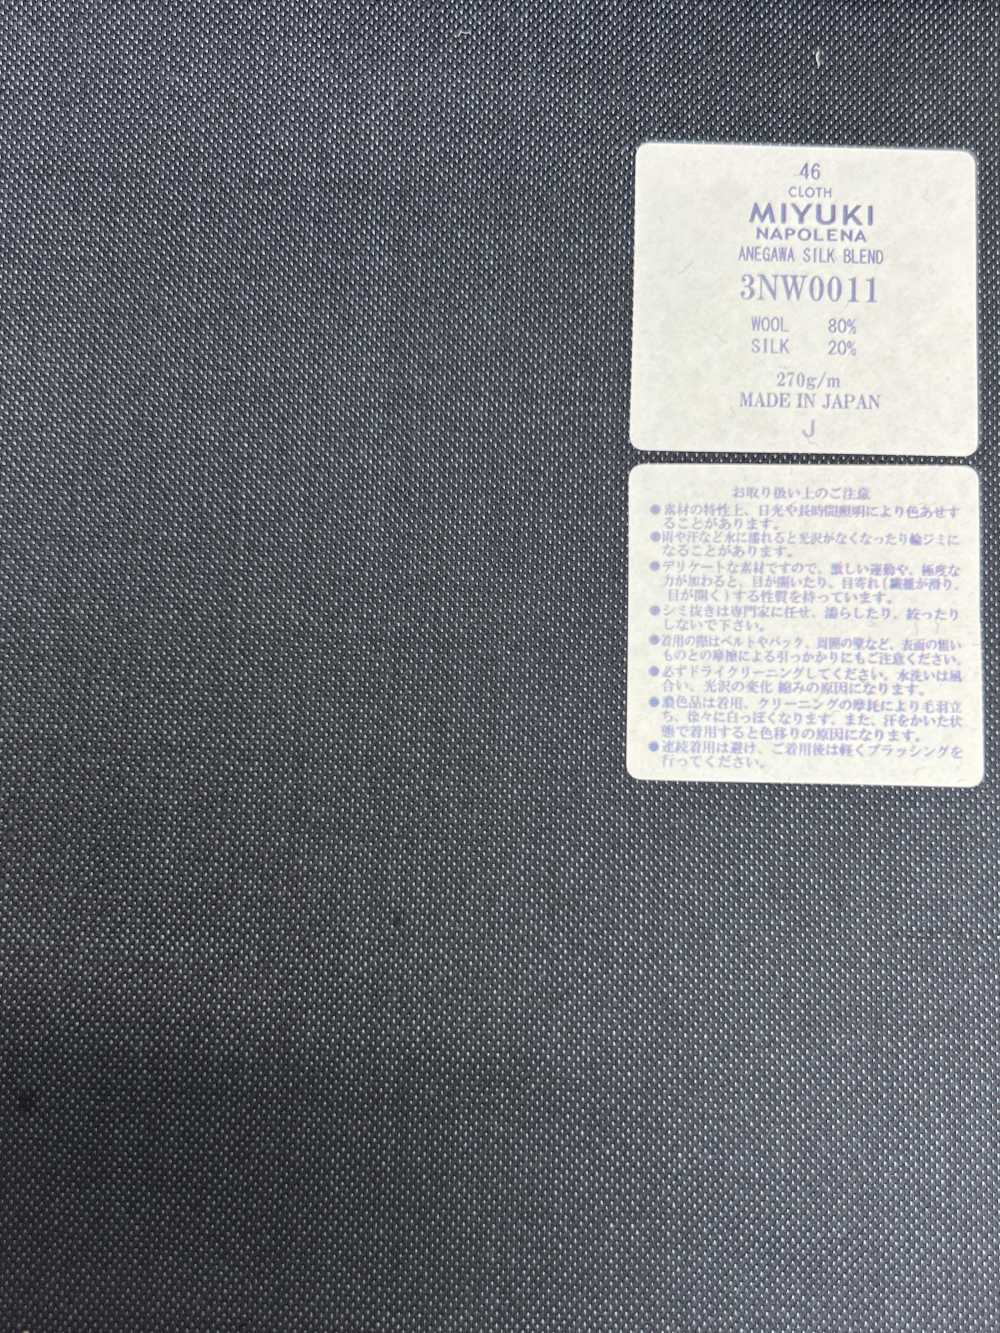 46
CLOTH
MIYUKI
NAPOLENA
ANEGAWA SILK BLEND
3NW0011
WOOL 80%
SILK 20%
270g/m
MADE IN JAPAN
J
お取り扱い上のご注意
●素材の特性上、日光や長時間照明により色あせす
ることがあります。
●雨や汗など水に濡れると光沢がなくなったり輪ジミに
なることがあります。
●デリケートな素材ですので、激しい運動や、極度な
力が加わると、目が開いたり、目寄れ(繊維が滑り、
目が開く)する性質を持っています。
●シミ抜きは専門家に任せ、濡らしたり、絞ったり
しないで下さい。
●着用の際はベルトやバック、周囲の壁など、表面の粗い
ものとの摩擦による引っかかりにもご注意ください。
●必ずドライクリーニングしてください。水洗いは風
合い、光沢の変化 縮みの原因になります。
●濃色品は着用、クリーニングの摩耗により毛羽立
ち、徐々に白っぽくなります。また、汗をかいた状
態で着用すると色移りの原因になります。
●連続着用は避け、ご着用後は軽くブラッシングを
行ってください。